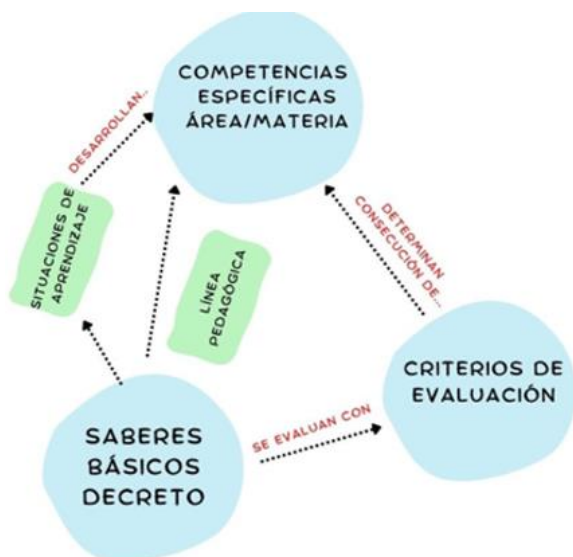 COMPETENCIAS
ESPECÍFICAS
ÁREA/MATERIA
DESARROLLAN..
SITUACIONES DE
APRENDIZAJE
LÍNEA
PEDAGÓGICA
DETERMINAN
CONSECUCIÓN DE...
CRITERIOS DE
EVALUACIÓN
SE EVALUAN CON
SABERES
BÁSICOS
DECRETO